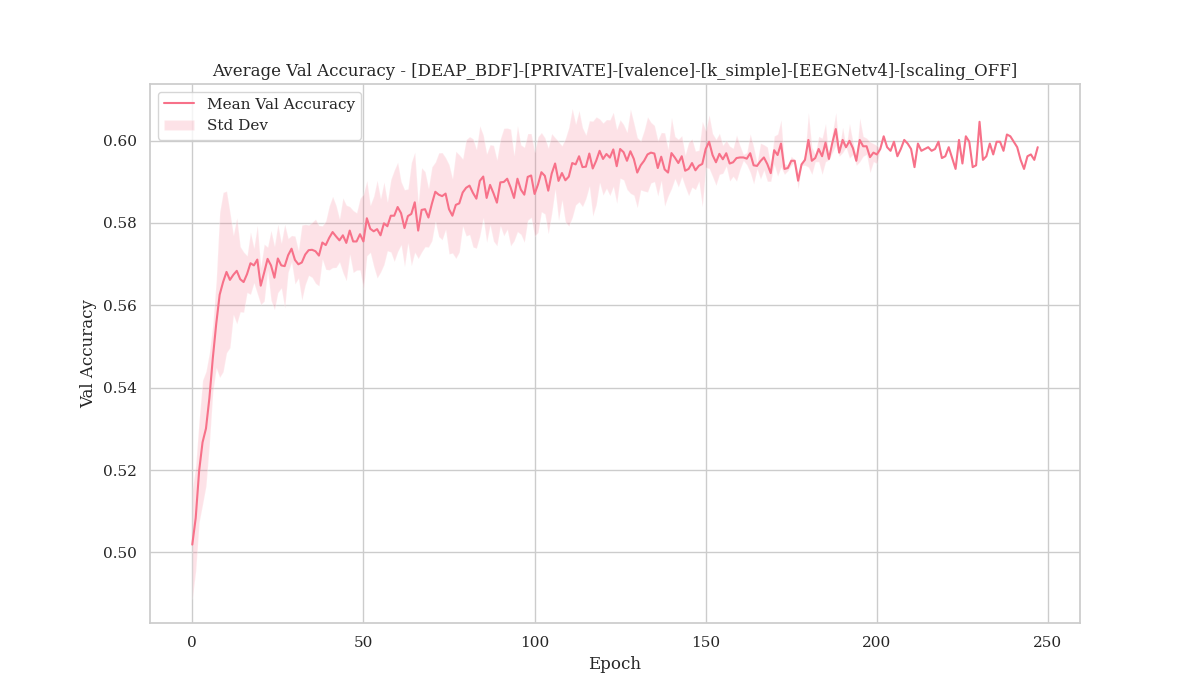 Average Val Accuracy - [DEAP_BDF]-[PRIVATE]-[valence]-[k_simple]-[EEGNetv4]-[scaling_OFF]
Mean Val Accuracy
Std Dev
0.60
0.58
0.56
0.54
0.52
0.50
Val Accuracy
0
50
100
150
200
250
Epoch